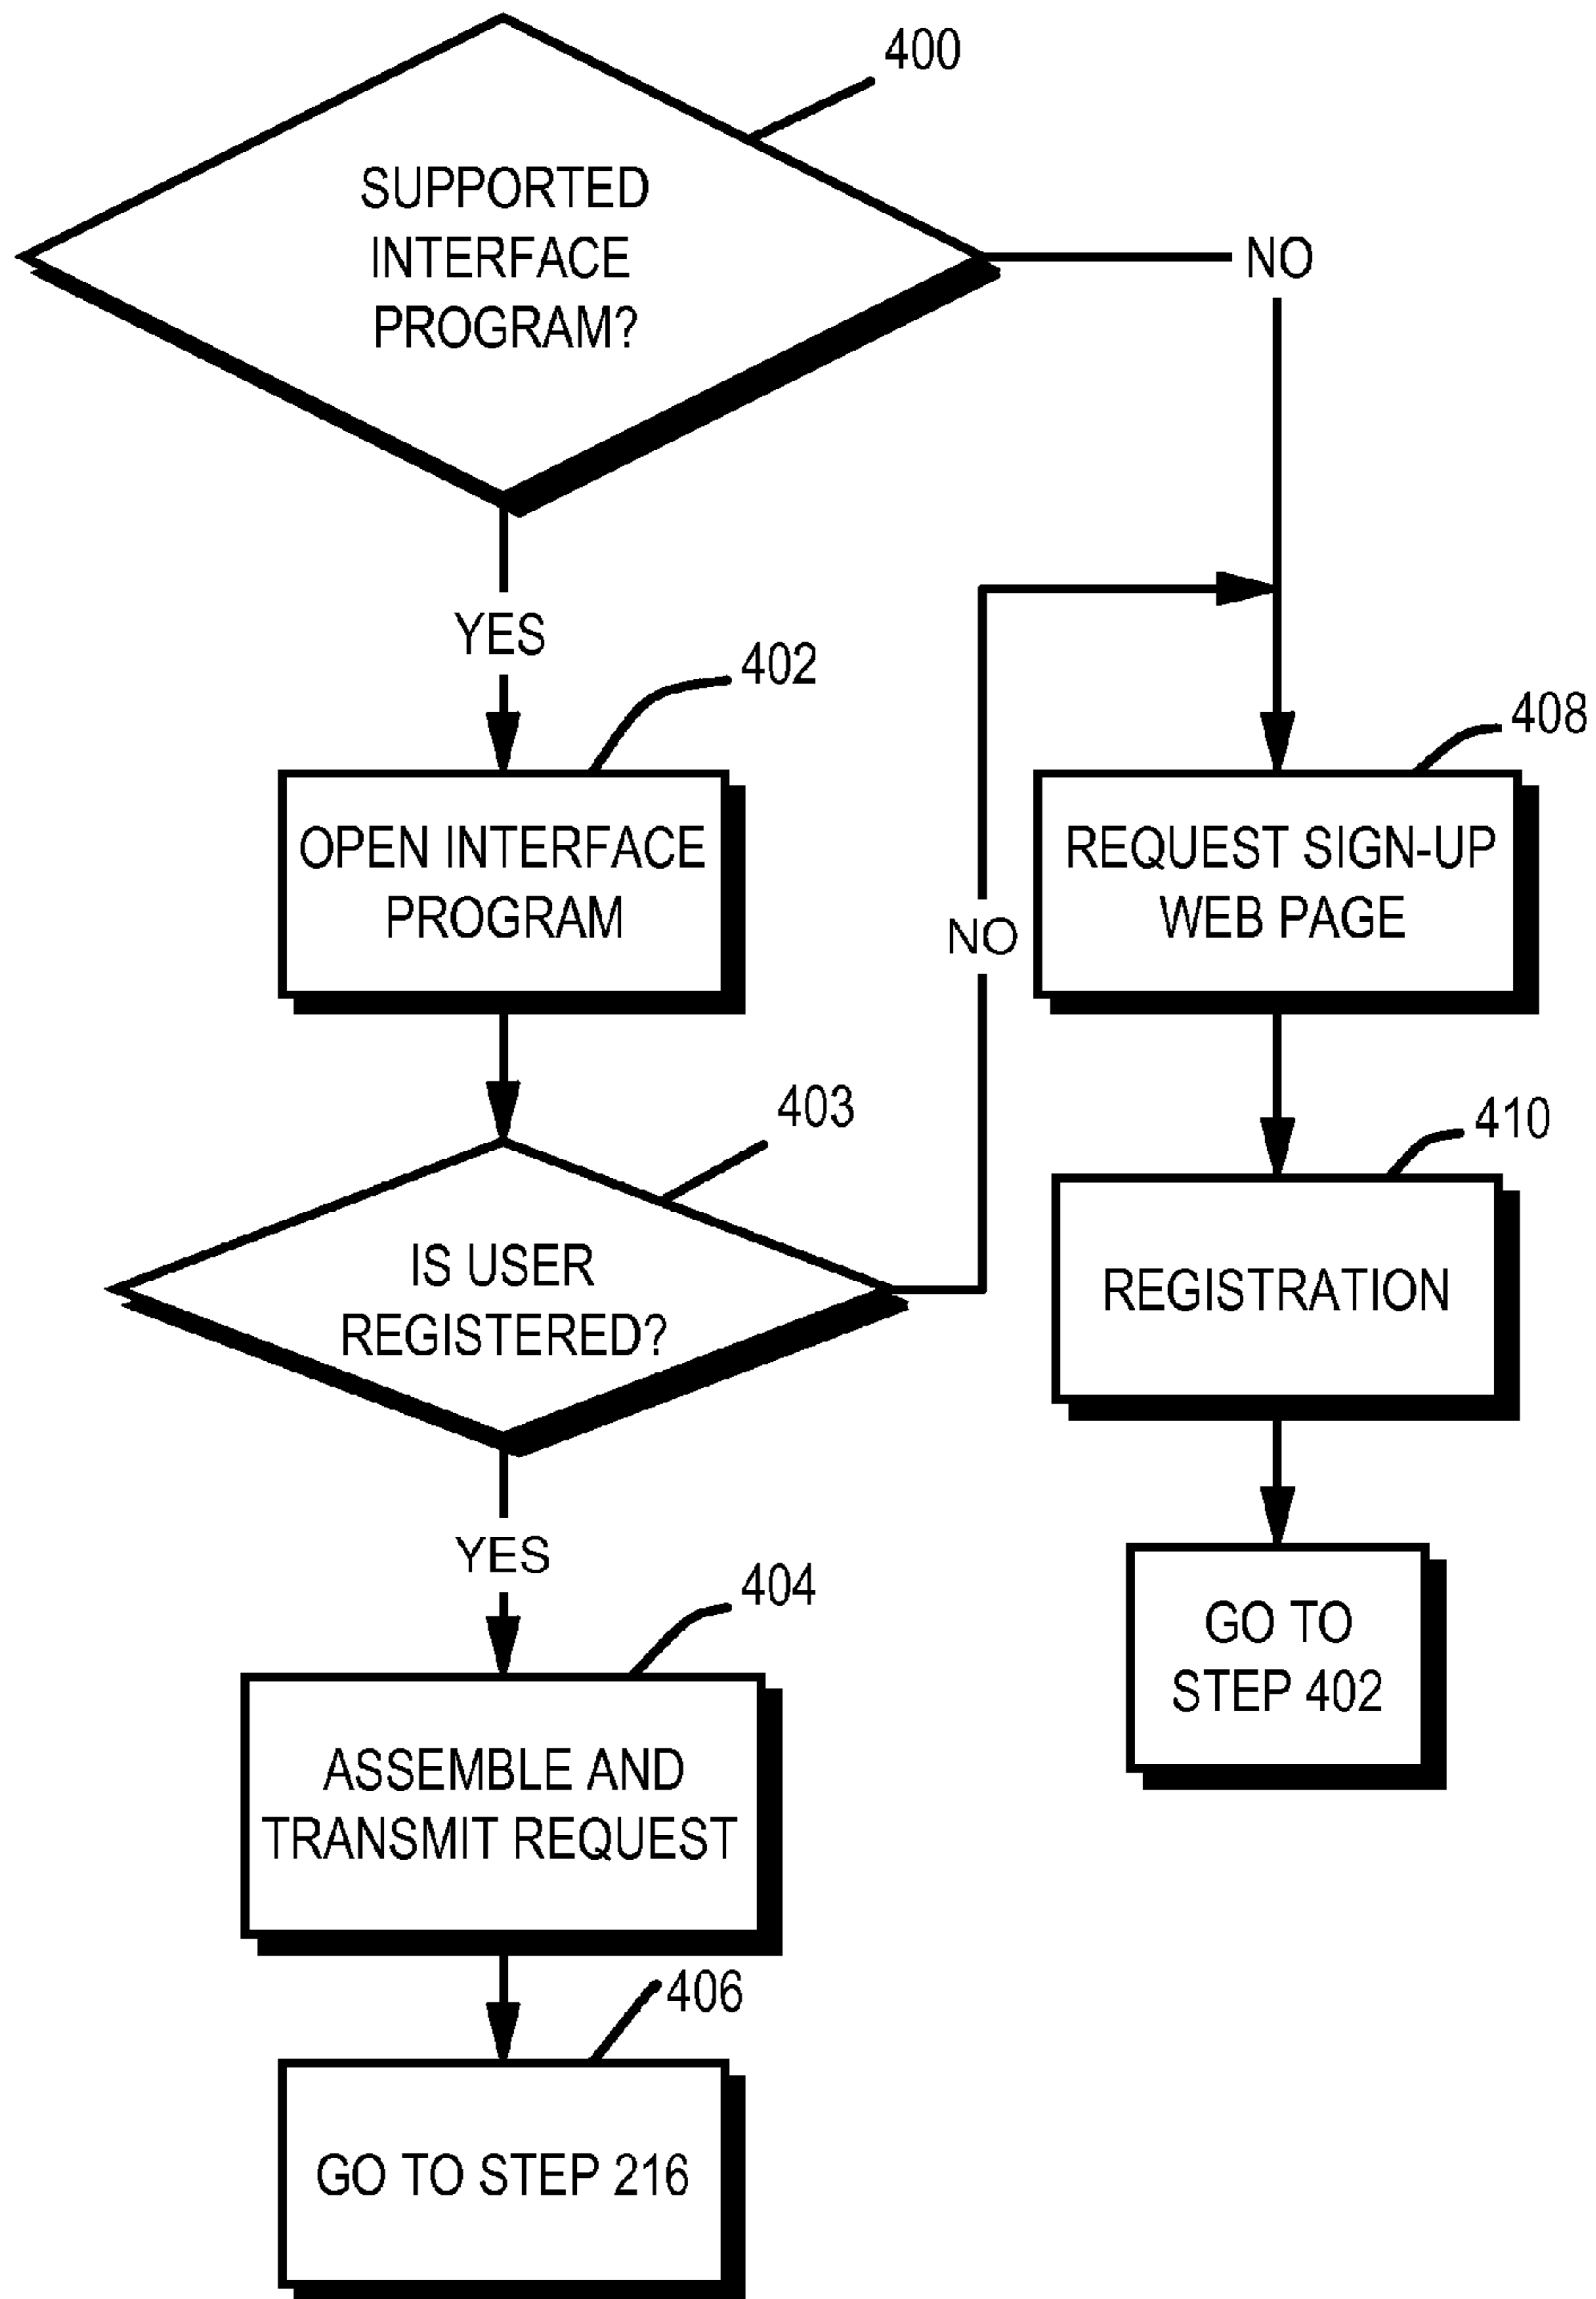 400
SUPPORTED
INTERFACE
PROGRAM?
NO
YES
402
OPEN INTERFACE
PROGRAM
403
IS USER
REGISTERED?
NO
YES
404
ASSEMBLE AND
TRANSMIT REQUEST
406
GO TO STEP 216
408
REQUEST SIGN-UP
WEB PAGE
410
REGISTRATION
GO TO
STEP 402